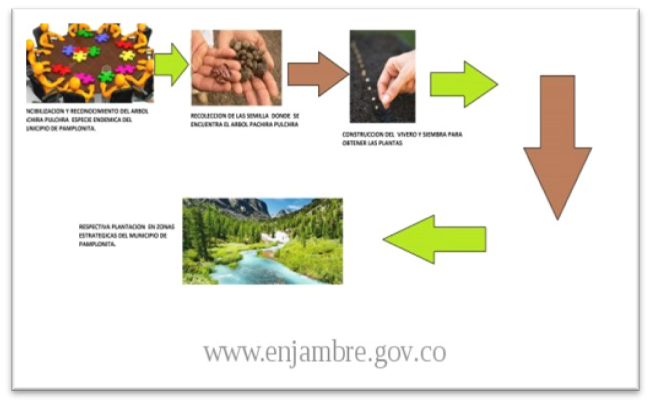 NCIBILIZACION Y RECONOCIMIENTO DEL ARBOL
CHIRA PULCHRA ESPECIE ENDEMICA DEL
UNICIPIO DE PAMPLONITA.
RECOLECCION DE LAS SEMILLA DONDE SE
ENCUENTRA EL ARBOL PACHIRA PULCHRA
CONSTRUCCION DEL VIVERO Y SIEMBRA PARA
OBTENER LAS PLANTAS
RESPECTIVA PLANTACION EN ZONAS
ESTRATEGICAS DEL MUNICIPIO DE
PAMPLONITA.
www.enjambre.gov.co